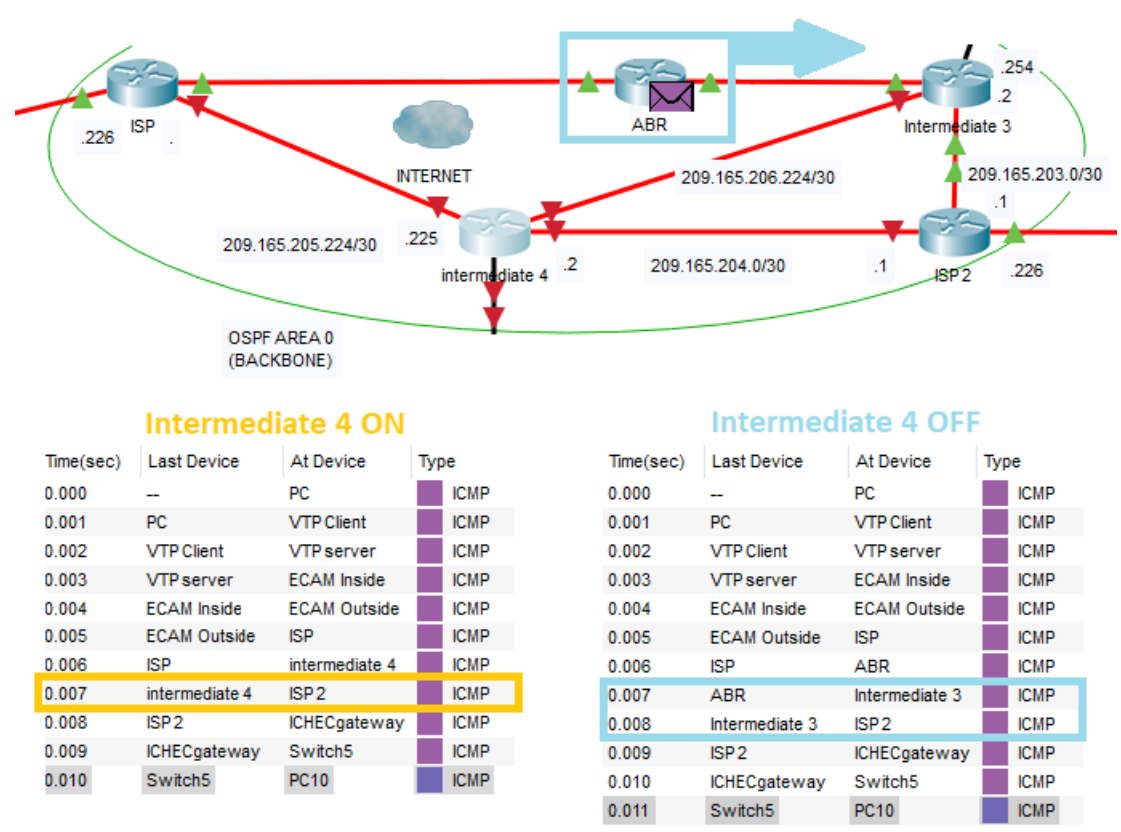 .254
.2
.226
ISP
.
ABR
Intermediate 3
INTERNET
209.165.206.224/30
209.165.203.0/30
.1
209.165.205.224/30
.225
intermediate 4
.2
209.165.204.0/30
.1
ISP 2
.226
OSPF AREA 0
(BACKBONE)
Intermediate 4 ON
Time(sec) Last Device At Device Type
0.000 -- PC ICMP
0.001 PC VTP Client ICMP
0.002 VTP Client VTP server ICMP
0.003 VTP server ECAM Inside ICMP
0.004 ECAM Inside ECAM Outside ICMP
0.005 ECAM Outside ISP ICMP
0.006 ISP intermediate 4 ICMP
0.007 intermediate 4 ISP 2 ICMP
0.008 ISP 2 ICHECgateway ICMP
0.009 ICHECgateway Switch5 ICMP
0.010 Switch5 PC10 ICMP
Intermediate 4 OFF
Time(sec) Last Device At Device Type
0.000 -- PC ICMP
0.001 PC VTP Client ICMP
0.002 VTP Client VTP server ICMP
0.003 VTP server ECAM Inside ICMP
0.004 ECAM Inside ECAM Outside ICMP
0.005 ECAM Outside ISP ICMP
0.006 ISP ABR ICMP
0.007 ABR Intermediate 3 ICMP
0.008 Intermediate 3 ISP 2 ICMP
0.009 ISP 2 ICHECgateway ICMP
0.010 ICHECgateway Switch5 ICMP
0.011 Switch5 PC10 ICMP